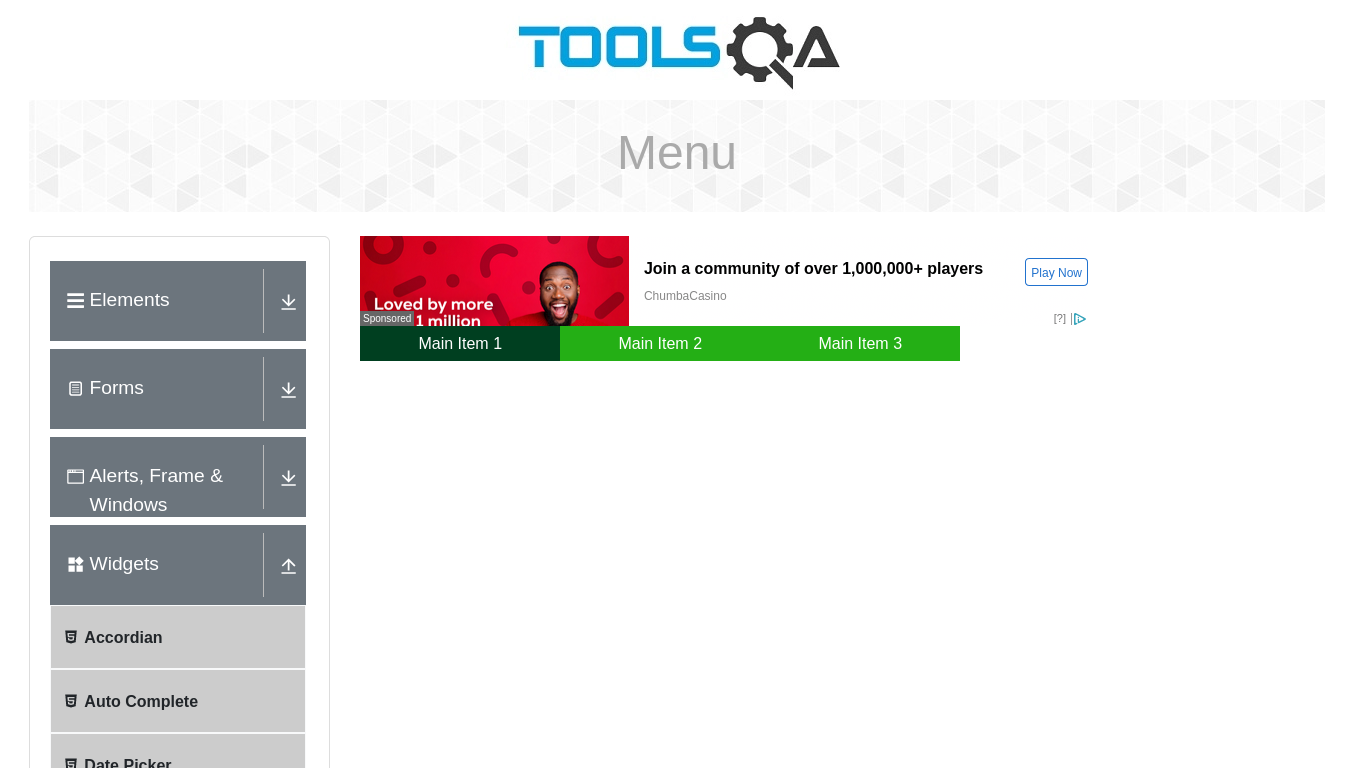 TOOLSQA
Menu
Elements
Forms
Alerts, Frame &
Windows
Widgets
Accordian
Auto Complete
Date Picker
Loved by more
1 million
Sponsored
Join a community of over 1,000,000+ players
ChumbaCasino
Play Now
[?]
Main Item 1
Main Item 2
Main Item 3